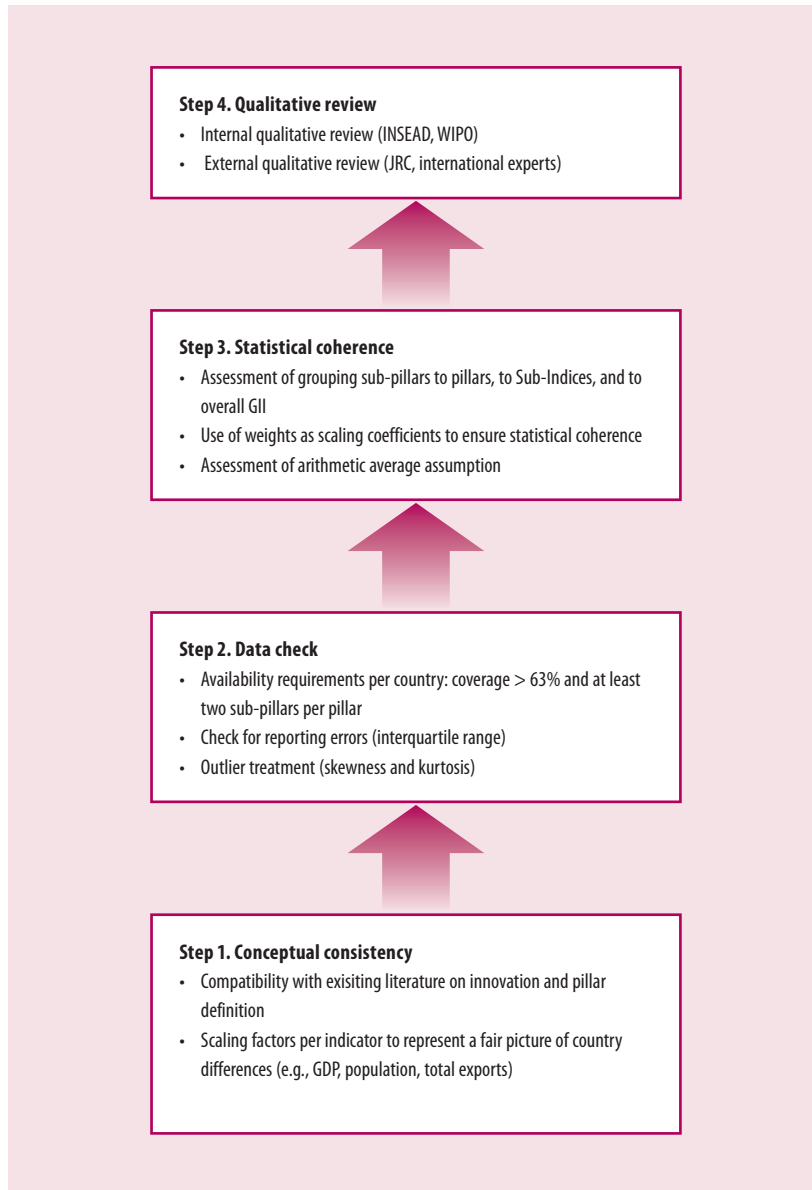 Step 4. Qualitative review
• Internal qualitative review (INSEAD, WIPO)
• External qualitative review (JRC, international experts)
Step 3. Statistical coherence
• Assessment of grouping sub-pillars to pillars, to Sub-Indices, and to
overall GII
• Use of weights as scaling coefficients to ensure statistical coherence
• Assessment of arithmetic average assumption
Step 2. Data check
• Availability requirements per country: coverage > 63% and at least
two sub-pillars per pillar
• Check for reporting errors (interquartile range)
• Outlier treatment (skewness and kurtosis)
Step 1. Conceptual consistency
• Compatibility with exisiting literature on innovation and pillar
definition
• Scaling factors per indicator to represent a fair picture of country
differences (e.g., GDP, population, total exports)